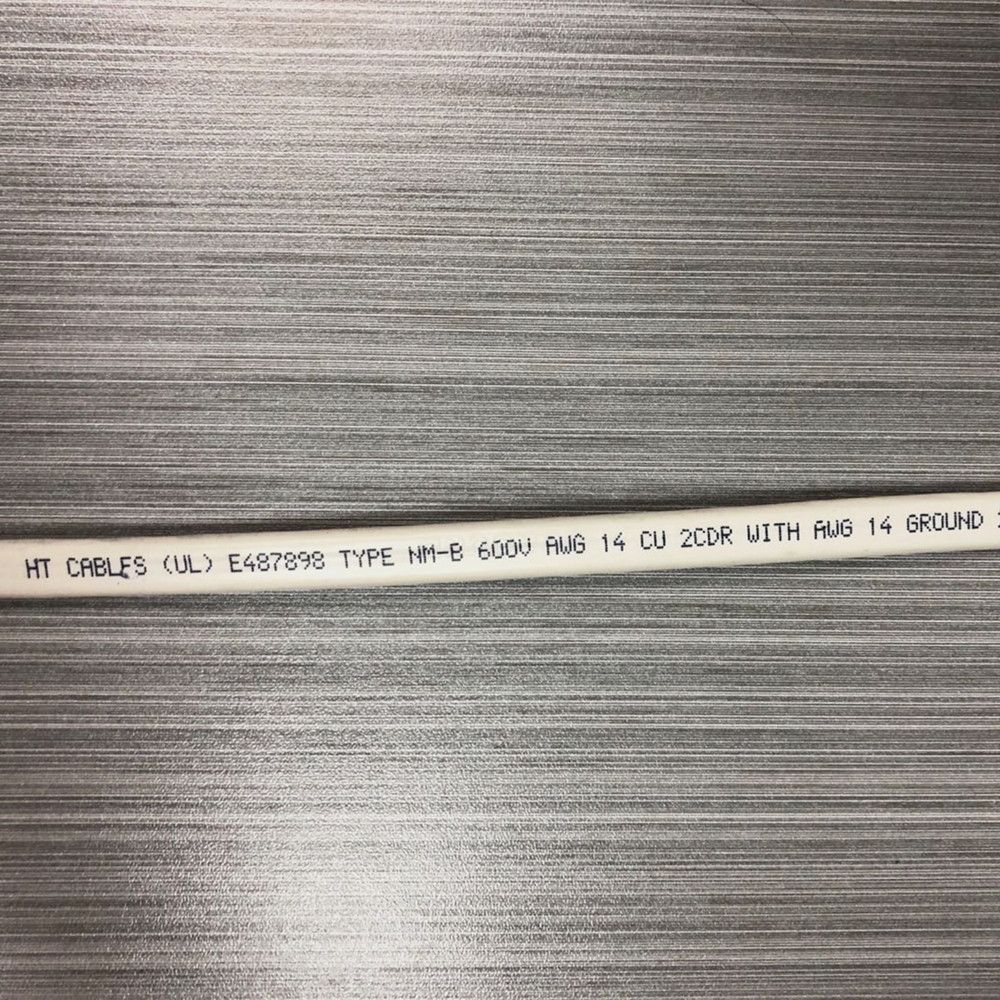 HT CABLES (UL) E487898 TYPE NM-B 600V AWG 14 CU 2CDR WITH AWG 14 GROUND